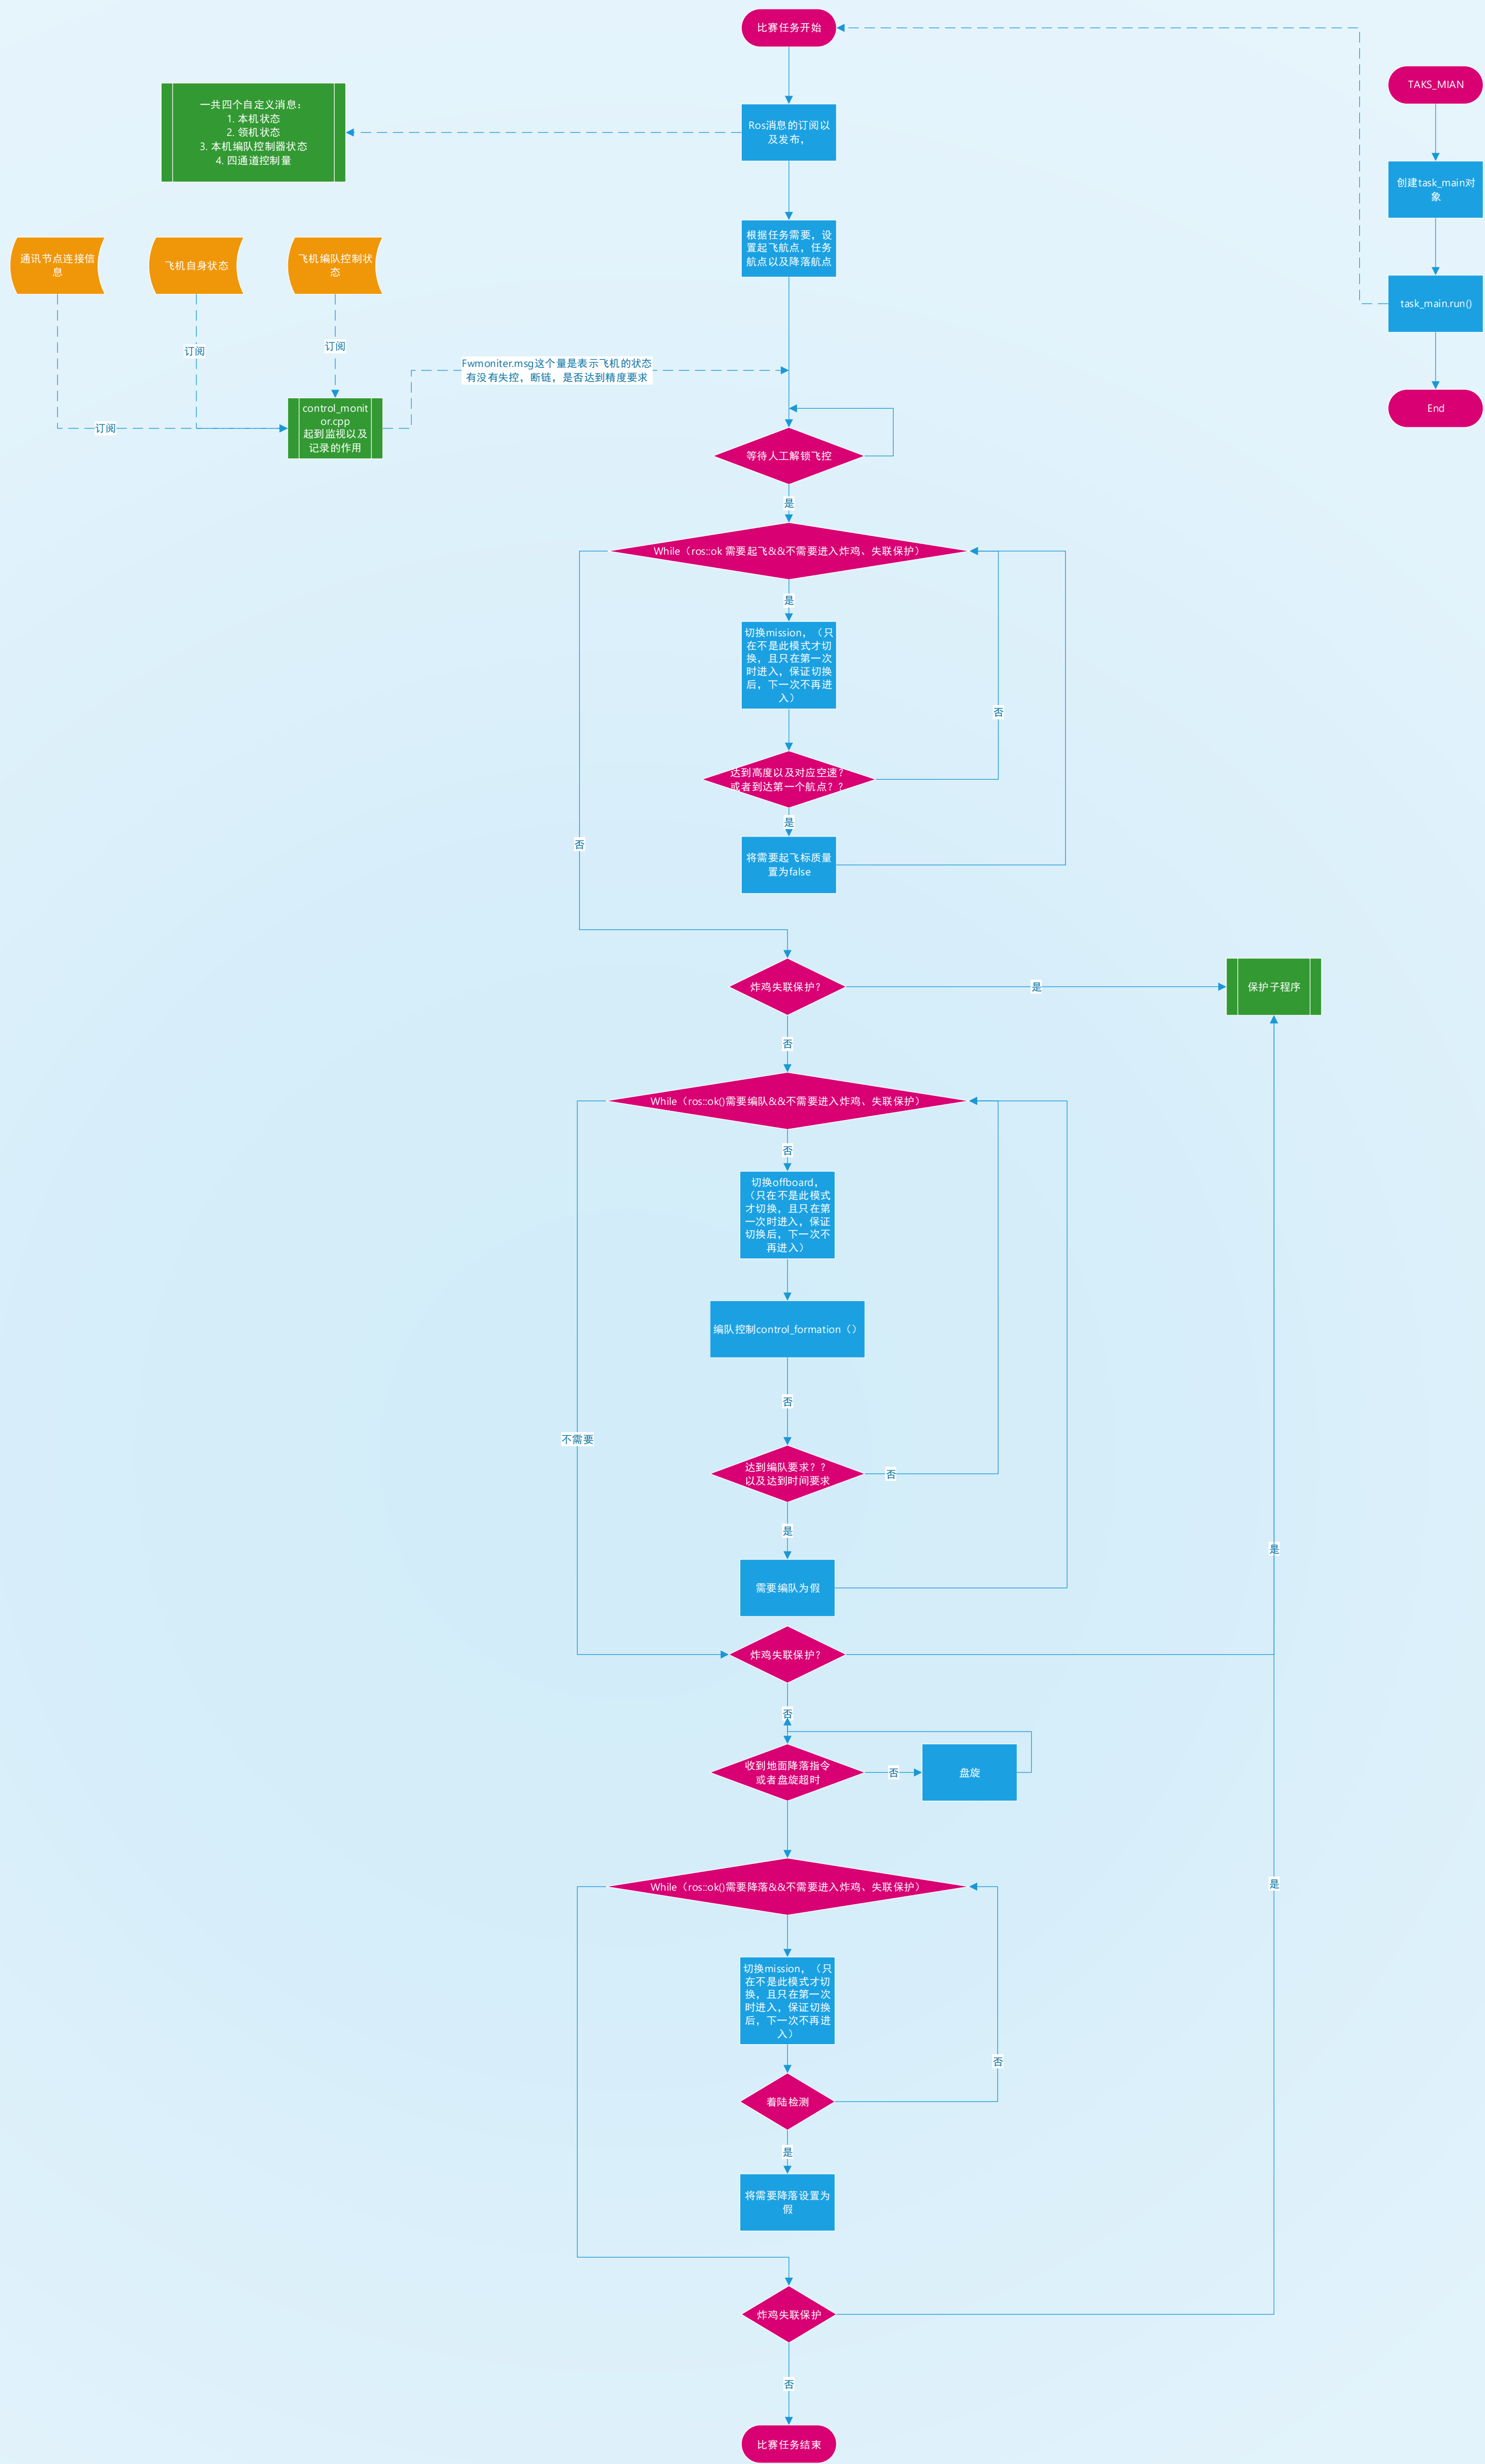 比赛任务开始
TAKS_MIAN
一共四个自定义消息：
1. 本机状态
2. 领机状态
3. 本机编队控制器状态
4. 四通道控制量
Ros消息的订阅以
及发布，
创建task_main对
象
根据任务需要，设
置起飞航点，任务
航点以及降落航点
通讯节点连接信
息
飞机自身状态
飞机编队控制状
态
task_main.run()
订阅
订阅
Fwmoniter.msg这个量是表示飞机的状态
有没有失控，断链，是否达到精度要求
End
control_monit
or.cpp
起到监视以及
记录的作用
订阅
等待人工解锁飞控
是
While（ros::ok 需要起飞&&不需要进入炸鸡、失联保护）
是
切换mission，（只
在不是此模式才切
换，且只在第一次
时进入，保证切换
后，下一次不再进
入）
否
达到高度以及对应空速？
或者到达第一个航点？？
是
否
将需要起飞标质量
置为false
炸鸡失联保护？
是
保护子程序
否
While（ros::ok()需要编队&&不需要进入炸鸡、失联保护）
否
切换offboard，
（只在不是此模式
才切换，且只在第
一次时进入，保证
切换后，下一次不
再进入）
编队控制control_formation（）
否
不需要
达到编队要求？？
以及达到时间要求
否
是
是
需要编队为假
炸鸡失联保护？
否
收到地面降落指令
或者盘旋超时
否
盘旋
While（ros::ok()需要降落&&不需要进入炸鸡、失联保护）
是
切换mission，（只
在不是此模式才切
换，且只在第一次
时进入，保证切换
后，下一次不再进
入）
否
着陆检测
是
将需要降落设置为
假
炸鸡失联保护
否
比赛任务结束